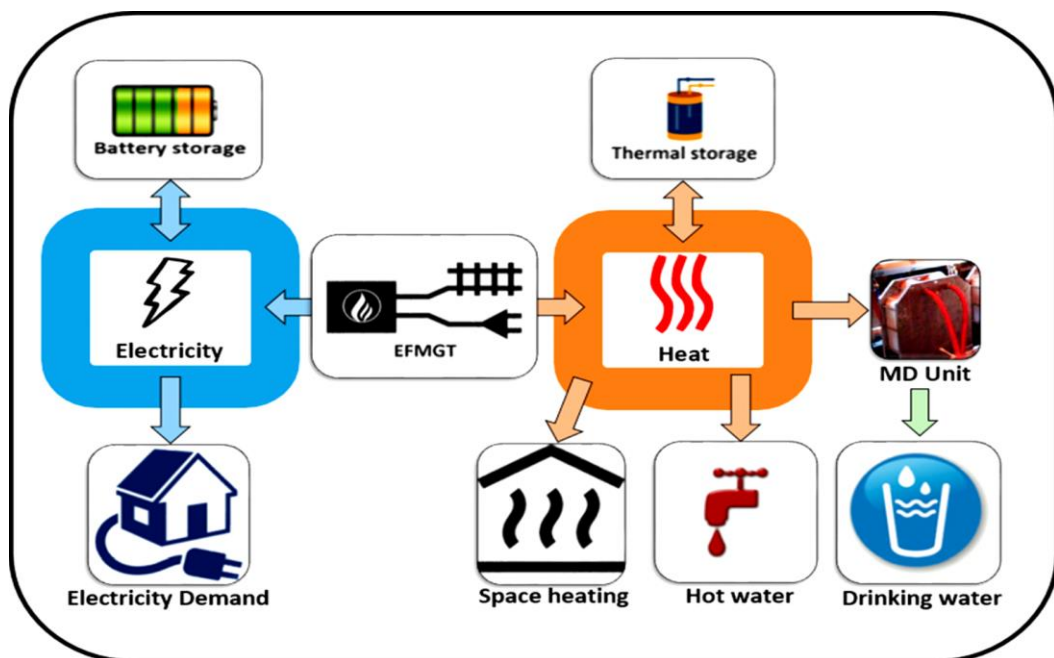 Battery storage
Thermal storage
Electricity
EFMGT
Heat
MD Unit
Electricity Demand
Space heating
Hot water
Drinking water